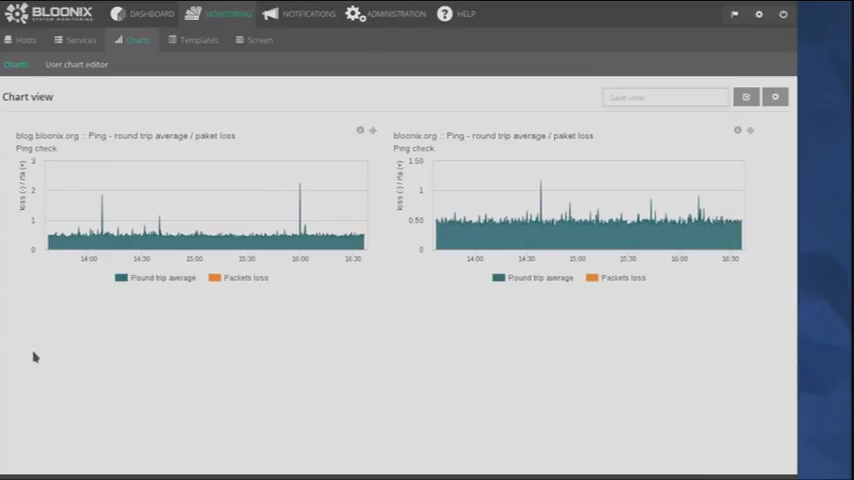 BLOONIX DASHBOARD MONITORING NOTIFICATIONS ADMINISTRATION ? HELP
SYSTEM MONITORING
Hosts Services Charts Templates Screen
Charts User chart editor
Chart view Save view
blog.bloonix.org :: Ping - round trip average / paket loss
Ping check
loss (-) / rta (+)
3
2
1
0
14:00 14:30 15:00 15:30 16:00 16:30
Round trip average Packets loss
bloonix.org :: Ping - round trip average / paket loss
Ping check
loss (-) / rta (+)
1.50
1
0.50
0
14:00 14:30 15:00 15:30 16:00 16:30
Round trip average Packets loss